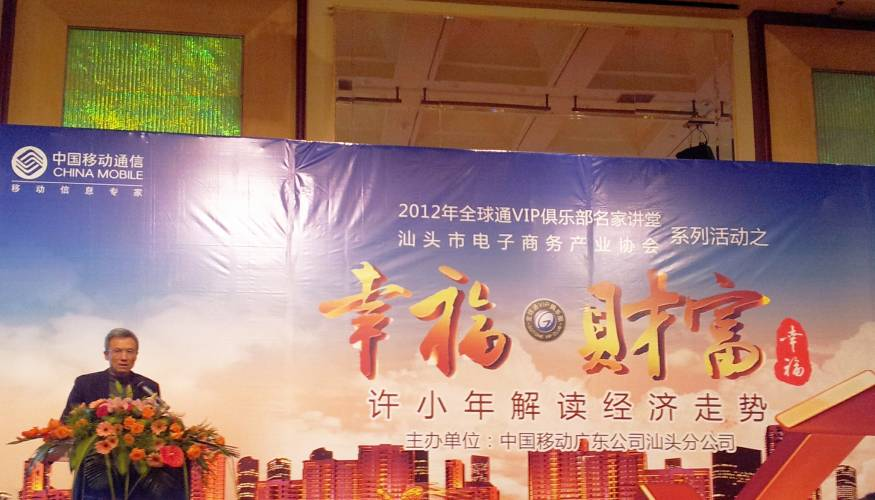 中国移动通信
CHINA MOBILE
移动信息专家
2012年全球通VIP俱乐部名家讲堂
汕头市电子商务产业协会 系列活动之
幸福 财富
幸福
许小年解读经济走势
主办单位：中国移动广东公司汕头分公司